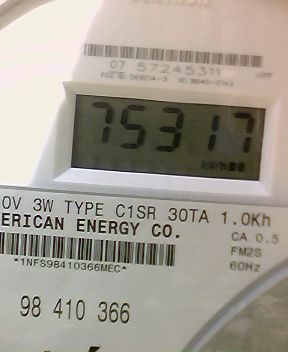 07 57245311
75317
kWh
0V 3W TYPE C1SR 30TA 1.0Kh
ERICAN ENERGY CO.
CA 0.5
FM2S
*1NFS98410366MEC*
60Hz
98 410 366